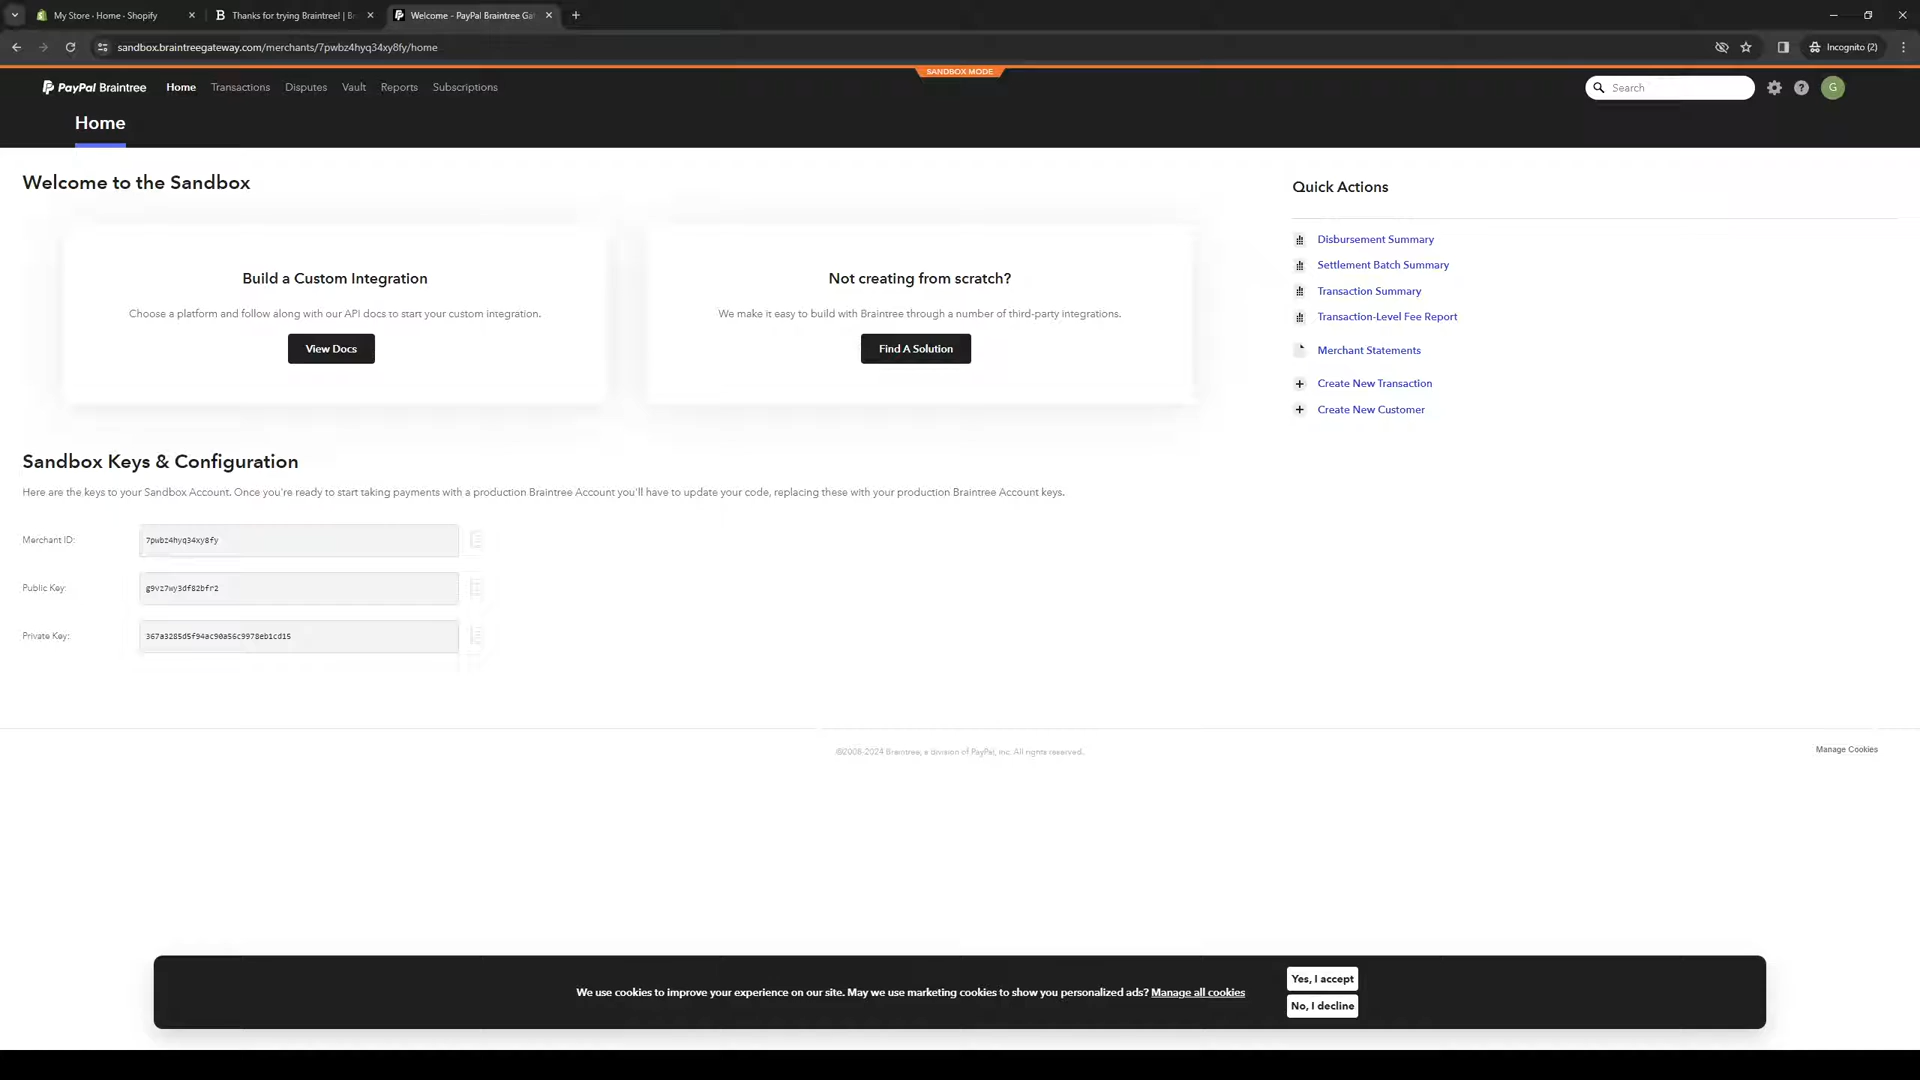 My Store · Home · Shopify
Thanks for trying Braintree! | B
Welcome - PayPal Braintree Gat
sandbox.braintreegateway.com/merchants/7pwbz4hyq34xy8fy/home
Incognito (2)
SANDBOX MODE
PayPal Braintree
Home
Transactions
Disputes
Vault
Reports
Subscriptions
Search
G
Home
Welcome to the Sandbox
Build a Custom Integration
Choose a platform and follow along with our API docs to start your custom integration.
View Docs
Not creating from scratch?
We make it easy to build with Braintree through a number of third-party integrations.
Find A Solution
Quick Actions
Disbursement Summary
Settlement Batch Summary
Transaction Summary
Transaction-Level Fee Report
Merchant Statements
Create New Transaction
Create New Customer
Sandbox Keys & Configuration
Here are the keys to your Sandbox Account. Once you're ready to start taking payments with a production Braintree Account you'll have to update your code, replacing these with your production Braintree Account keys.
Merchant ID:
7pwbz4hyq34xy8fy
Public Key:
g9vz7wy3df82bfr2
Private Key:
367a3285d5f94ac90a56c9978eb1cd15
©2008-2024 Braintree, a division of PayPal, Inc. All rights reserved.
Manage Cookies
We use cookies to improve your experience on our site. May we use marketing cookies to show you personalized ads? Manage all cookies
Yes, I accept
No, I decline